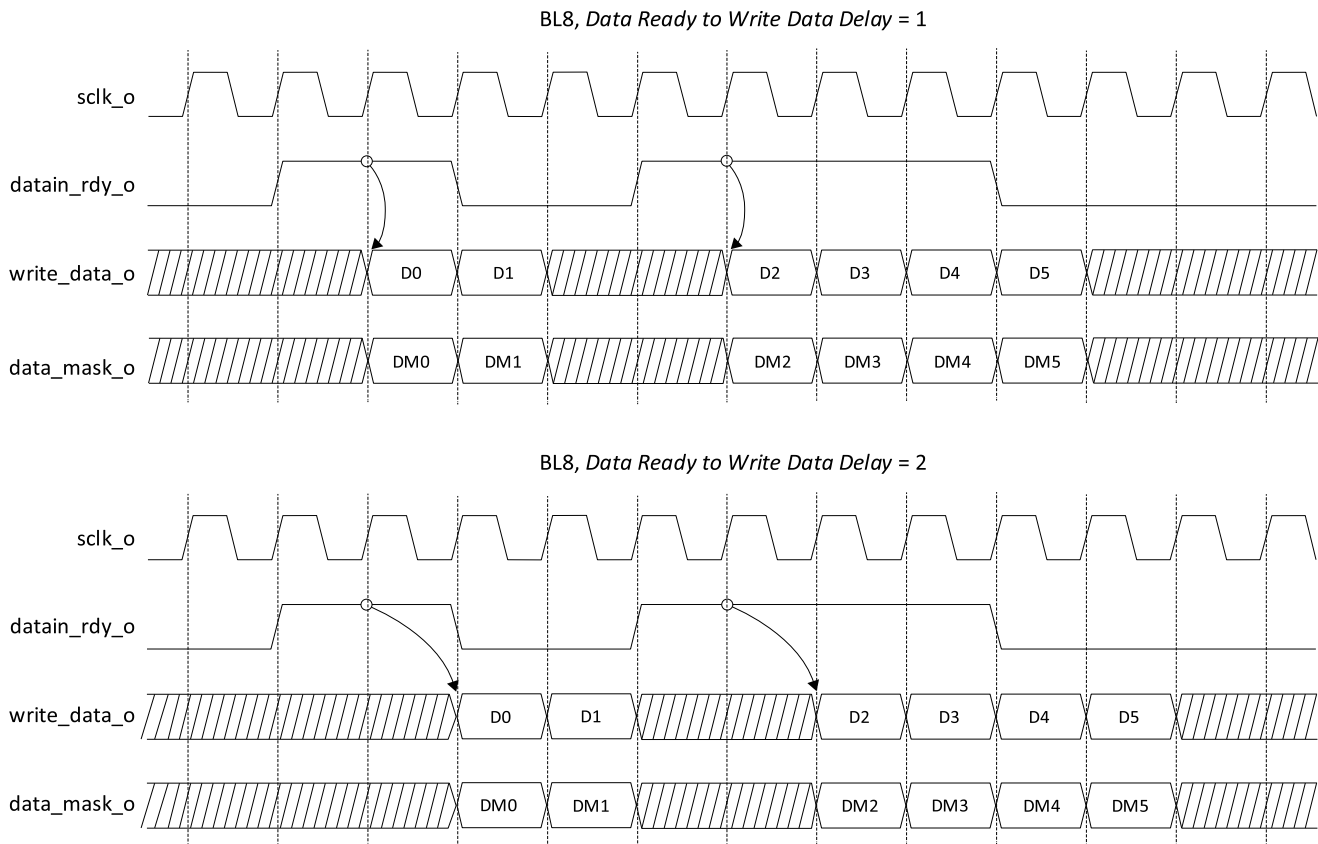 BL8, Data Ready to Write Data Delay = 1
sclk_o
datain_rdy_o
write_data_o D0 D1 D2 D3 D4 D5
data_mask_o DM0 DM1 DM2 DM3 DM4 DM5
BL8, Data Ready to Write Data Delay = 2
sclk_o
datain_rdy_o
write_data_o D0 D1 D2 D3 D4 D5
data_mask_o DM0 DM1 DM2 DM3 DM4 DM5